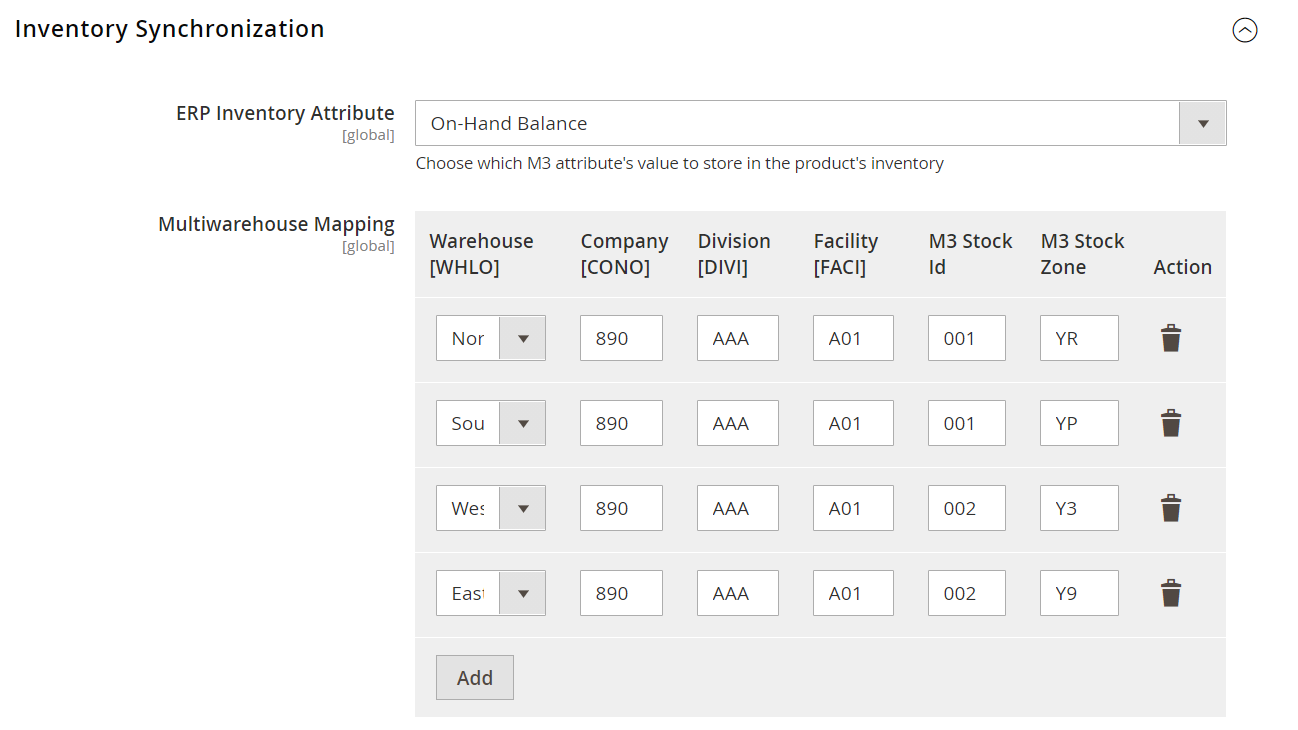 Inventory Synchronization
ERP Inventory Attribute
[global]
On-Hand Balance
Choose which M3 attribute's value to store in the product's inventory
Multiwarehouse Mapping
[global]
Warehouse [WHLO] Company [CONO] Division [DIVI] Facility [FACI] M3 Stock Id M3 Stock Zone Action
Nor 890 AAA A01 001 YR
Sou 890 AAA A01 001 YP
Wes 890 AAA A01 002 Y3
East 890 AAA A01 002 Y9
Add